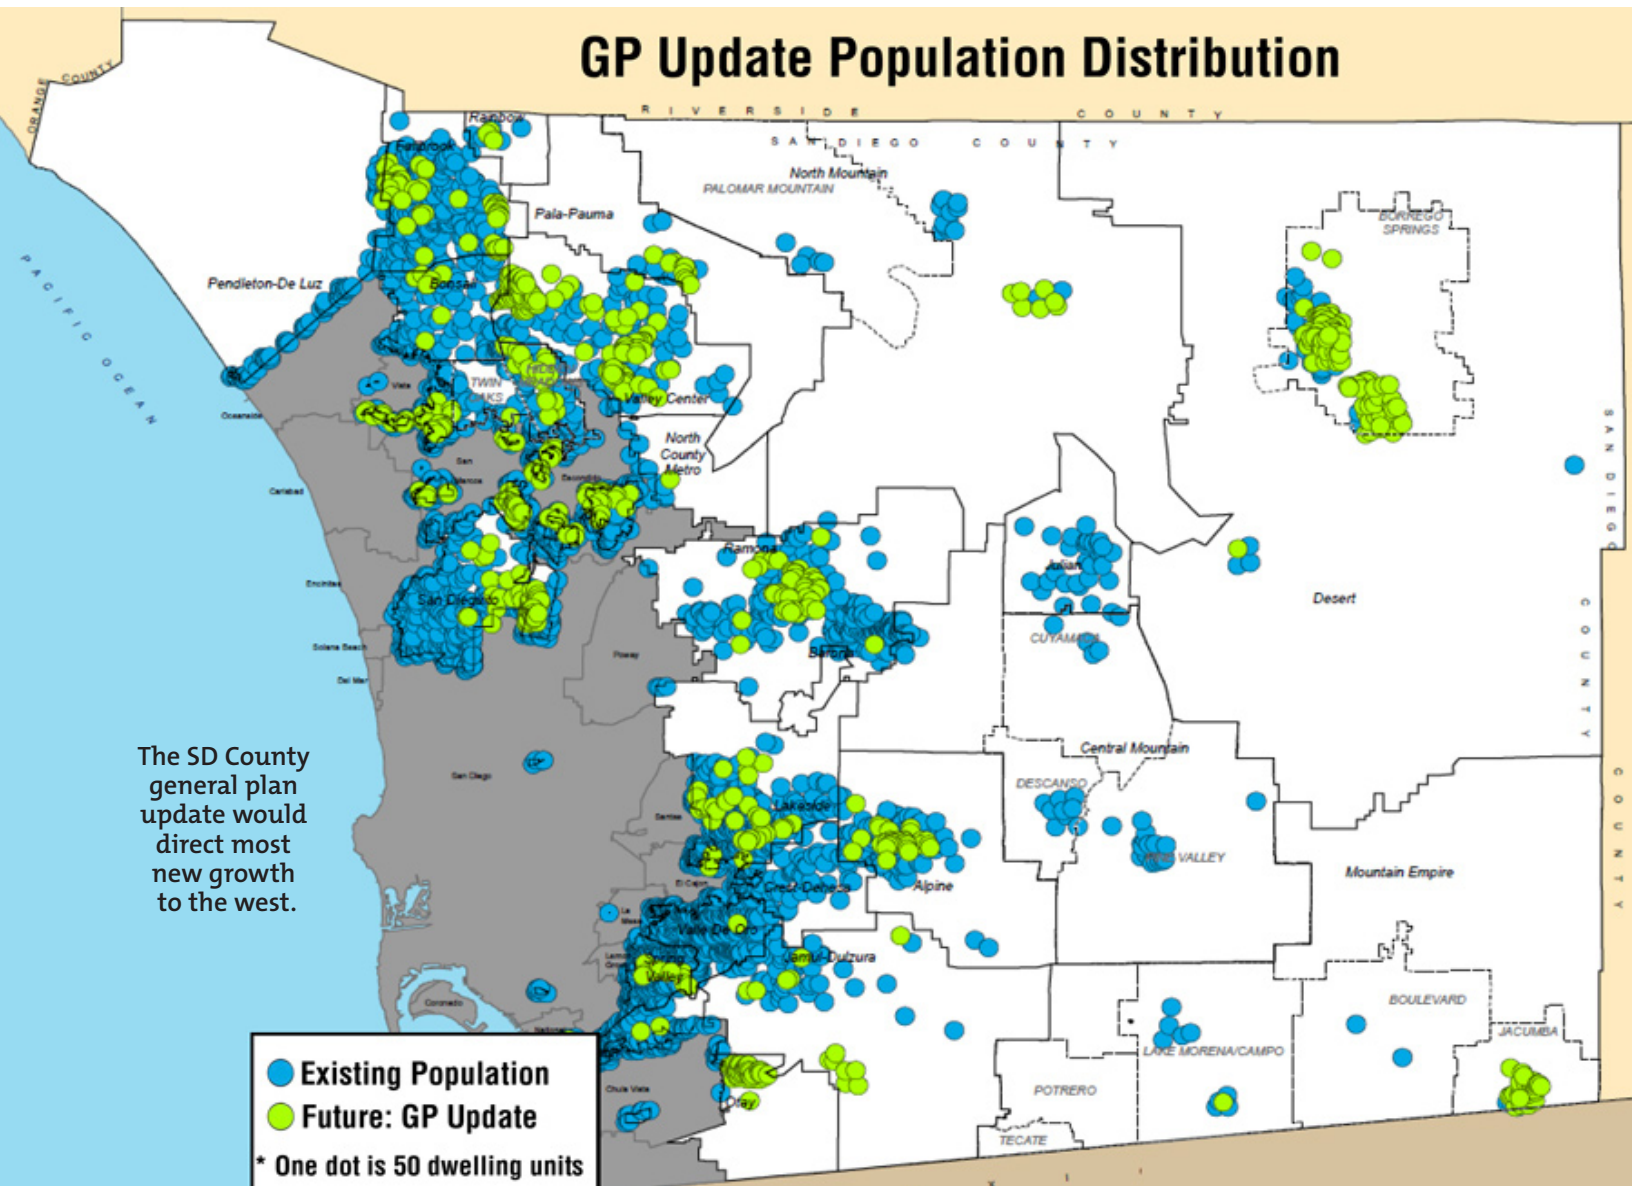 GP Update Population Distribution
ORANGE COUNTY
RIVERSIDE COUNTY
SAN DIEGO COUNTY
Rainbow
Fallbrook
North Mountain
PALOMAR MOUNTAIN
Pala-Pauma
BORREGO
SPRINGS
PACIFIC OCEAN
Pendleton-De Luz
Bonsall
Vista
TWIN
OAKS
Oceanside
Valley Center
SAN DIEGO COUNTY
North
County
Metro
San
Marcos
Escondido
Carlsbad
Ramona
Julian
Encinitas
San Dieguito
Desert
CUYAMACA
Solana Beach
Poway
Barona
Del Mar
Central Mountain
The SD County
general plan
update would
direct most
new growth
to the west.
San Diego
DESCANSO
Lakeside
Santee
COUNTY
PINE VALLEY
Mountain Empire
El Cajon
Crest-Dehesa
Alpine
La
Mesa
Valle De Oro
Lemon
Grove
Spring
Valley
Jamul-Dulzura
Coronado
BOULEVARD
National
JACUMBA
LAKE MORENA/CAMPO
Existing Population
Chula Vista
Otay
POTRERO
Future: GP Update
TECATE
* One dot is 50 dwelling units